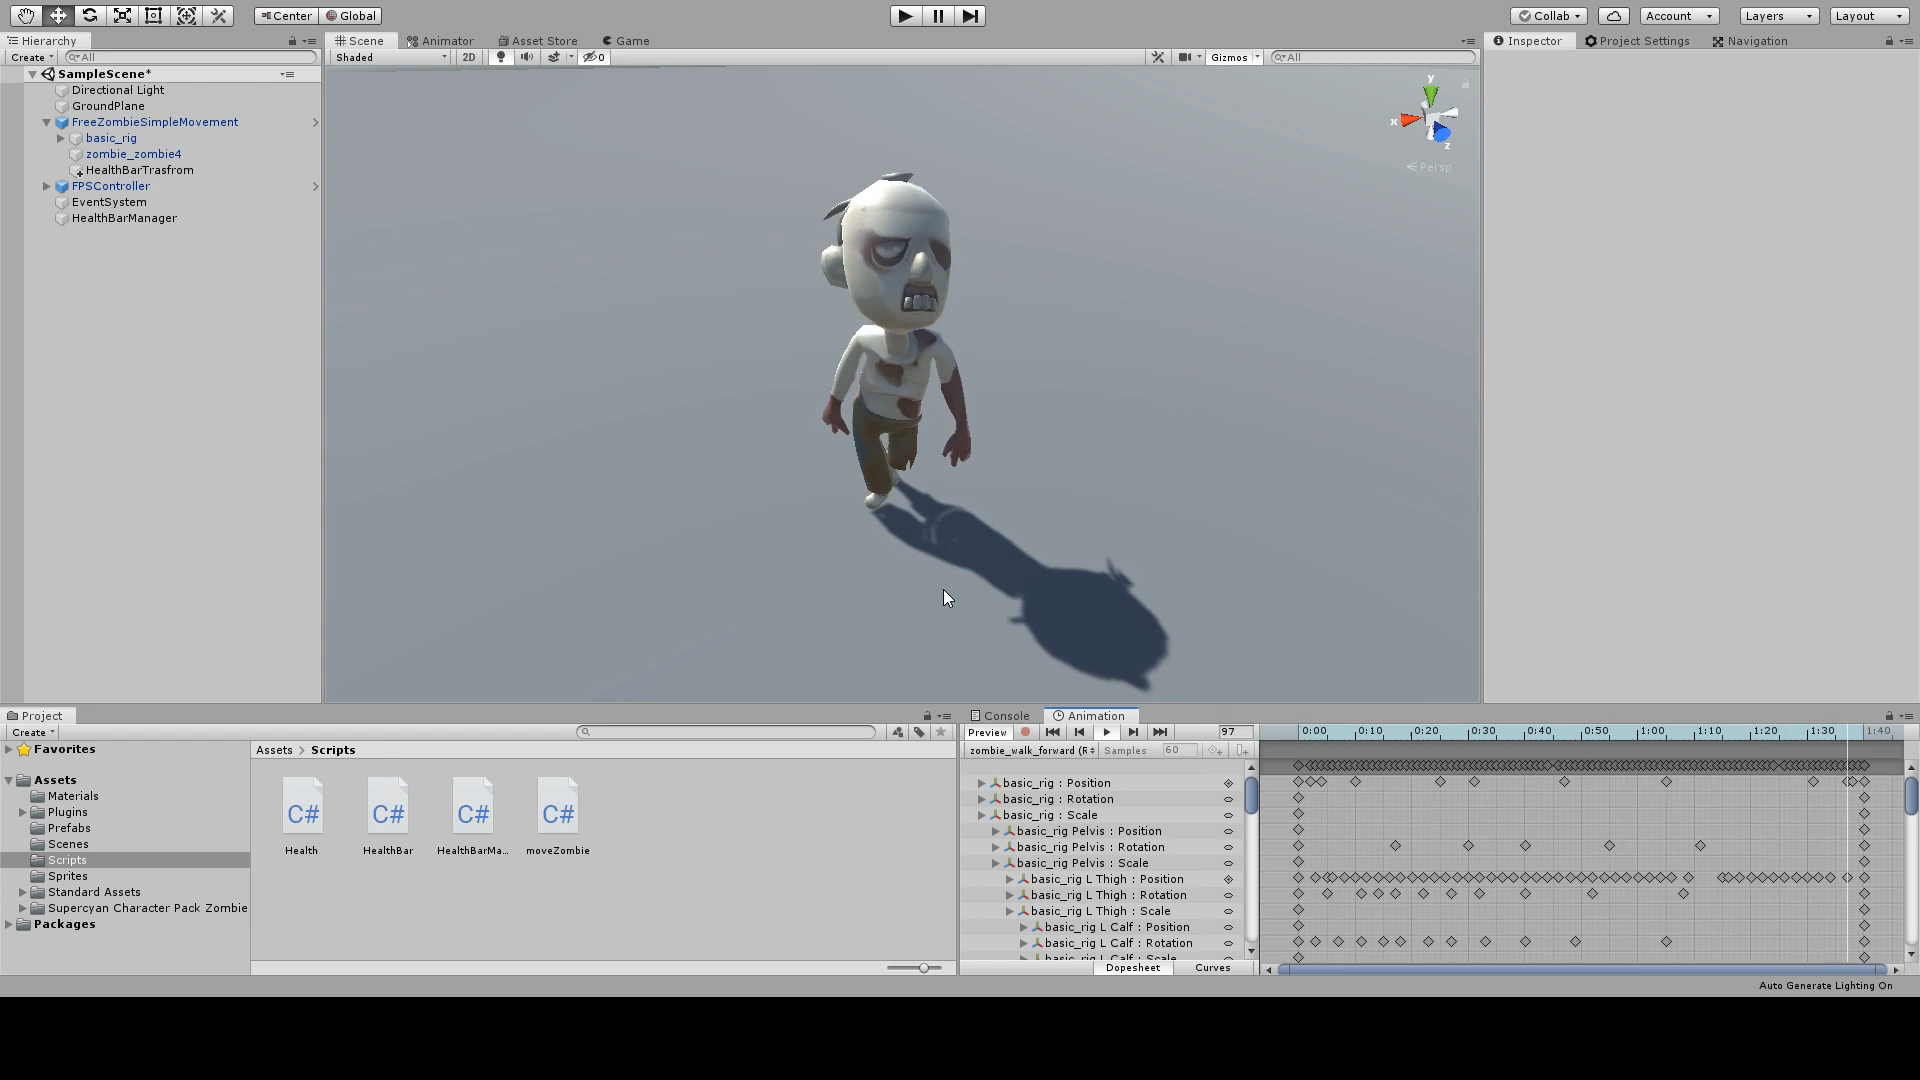 Center Global Collab Account Layers Layout
Hierarchy
Create All
SampleScene*
Directional Light
GroundPlane
FreeZombieSimpleMovement
basic_rig
zombie_zombie4
HealthBarTrasfrom
FPSController
EventSystem
HealthBarManager
Scene Animator Asset Store Game
Shaded 2D 0 Gizmos All
y
x
z
Persp
Inspector Project Settings Navigation
Project
Create
Favorites
Assets
Materials
Plugins
Prefabs
Scenes
Scripts
Sprites
Standard Assets
Supercyan Character Pack Zombie
Packages
Assets > Scripts
C# C# C# C#
Health HealthBar HealthBarMa... moveZombie
Console Animation
Preview 97 0:00 0:10 0:20 0:30 0:40 0:50 1:00 1:10 1:20 1:30 1:40
zombie_walk_forward (R Samples 60
basic_rig : Position
basic_rig : Rotation
basic_rig : Scale
basic_rig Pelvis : Position
basic_rig Pelvis : Rotation
basic_rig Pelvis : Scale
basic_rig L Thigh : Position
basic_rig L Thigh : Rotation
basic_rig L Thigh : Scale
basic_rig L Calf : Position
basic_rig L Calf : Rotation
basic_rig L Calf : Scale
Dopesheet Curves
Auto Generate Lighting On